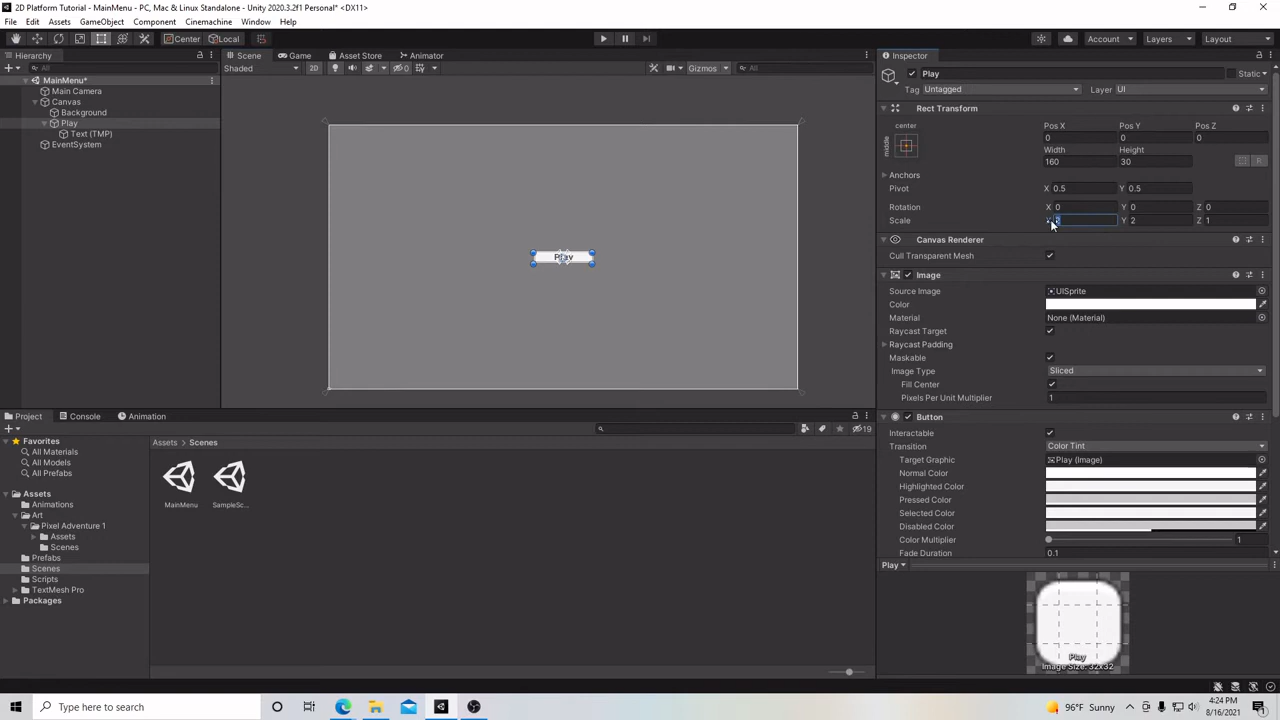 2D Platform Tutorial - MainMenu - PC, Mac & Linux Standalone - Unity 2020.3.2f1 Personal* <DX11>
File Edit Assets GameObject Component Cinemachine Window Help
Center Local Account Layers Layout
Hierarchy Scene Game Asset Store Animator Inspector
All Shaded 2D 0 Gizmos All Play Static
MainMenu* Tag Untagged Layer UI
Main Camera
Canvas Rect Transform
Background center Pos X Pos Y Pos Z
Play 0 0 0
Text (TMP) middle Width Height
EventSystem 160 30
R
Anchors
Pivot X 0.5 Y 0.5
Rotation X 0 Y 0 Z 0
Scale 2 Y 2 Z 1
Canvas Renderer
Play Cull Transparent Mesh
Image
Source Image UISprite
Color
Material None (Material)
Raycast Target
Raycast Padding
Maskable
Image Type Sliced
Fill Center
Pixels Per Unit Multiplier 1
Project Console Animation Button
19
Favorites Assets > Scenes Interactable
All Materials Transition Color Tint
All Models Target Graphic Play (Image)
All Prefabs Normal Color
Highlighted Color
Assets MainMenu SampleSc... Pressed Color
Animations Selected Color
Art Disabled Color
Pixel Adventure 1 Color Multiplier 1
Assets Fade Duration 0.1
Scenes
Prefabs Play
Scenes
Scripts
TextMesh Pro
Packages
Play
Image Size: 32x32
Type here to search 96°F Sunny 4:24 PM
8/16/2021
1